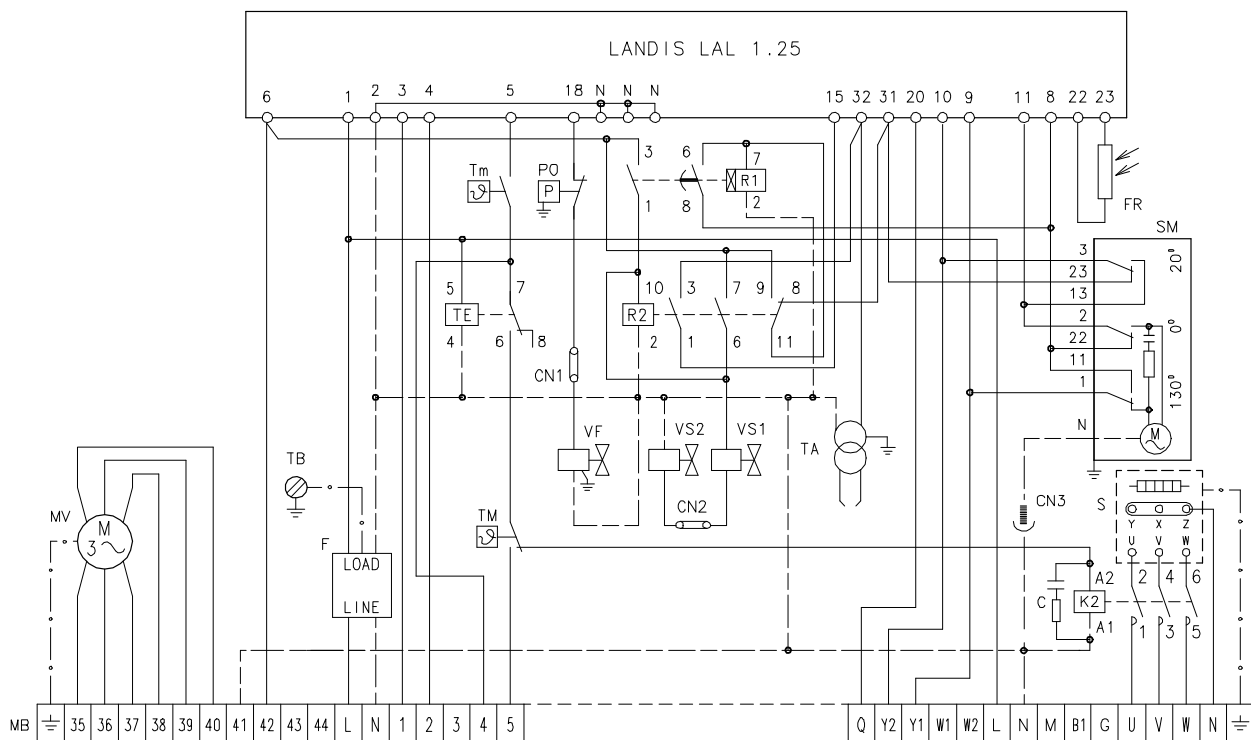 LANDIS LAL 1.25
6 1 2 3 4 5 18 N N N 15 32 31 20 10 9 11 8 22 23
3 6 7
Tm PO
P R1
1 8 2 FR
SM
3
23 20°
13
5 7 10 3 7 9 8
TE R2 2 0°
4 6 8 2 1 6 11 22
11
CN1 1 130°
N M
VF VS2 VS1 TA
TB
CN2 CN3 S
MV M Y X Z
3 F TM U V W
LOAD
A2 2 4 6
LINE C K2
A1 1 3 5
MB 35 36 37 38 39 40 41 42 43 44 L N 1 2 3 4 5 Q Y2 Y1 W1 W2 L N M B1 G U V W N